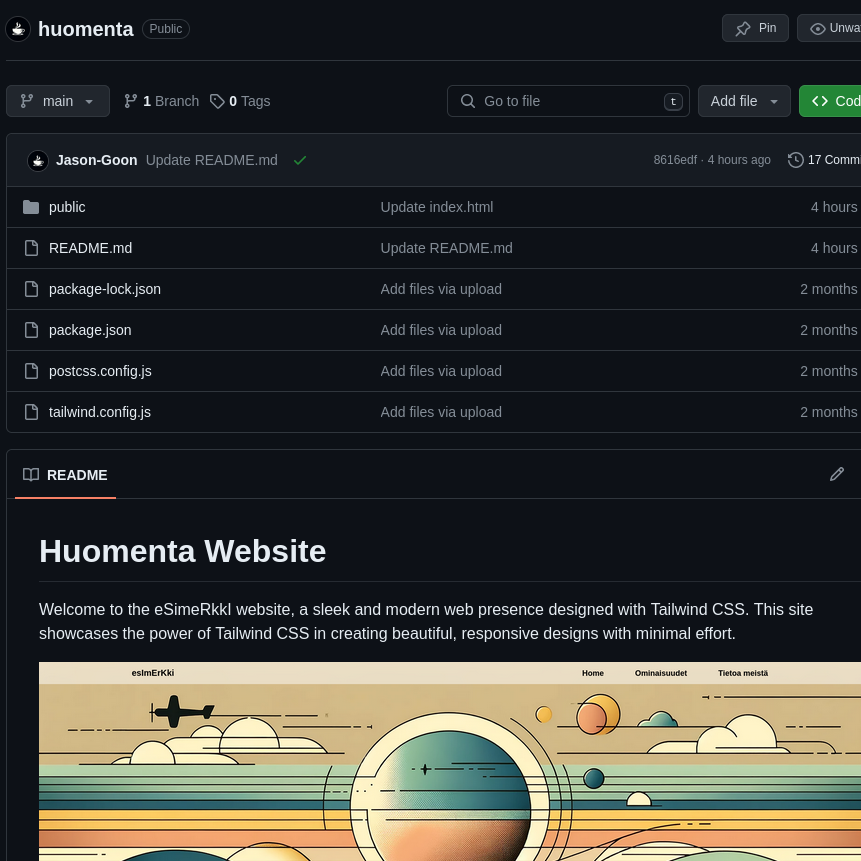 huomenta Public Pin Unwa
main 1 Branch 0 Tags Go to file t Add file Cod
Jason-Goon Update README.md 8616edf · 4 hours ago 17 Commi
public Update index.html 4 hours
README.md Update README.md 4 hours
package-lock.json Add files via upload 2 months
package.json Add files via upload 2 months
postcss.config.js Add files via upload 2 months
tailwind.config.js Add files via upload 2 months
README
Huomenta Website
Welcome to the eSimeRkkI website, a sleek and modern web presence designed with Tailwind CSS. This site
showcases the power of Tailwind CSS in creating beautiful, responsive designs with minimal effort.
esImErKki Home Ominaisuudet Tietoa meistä